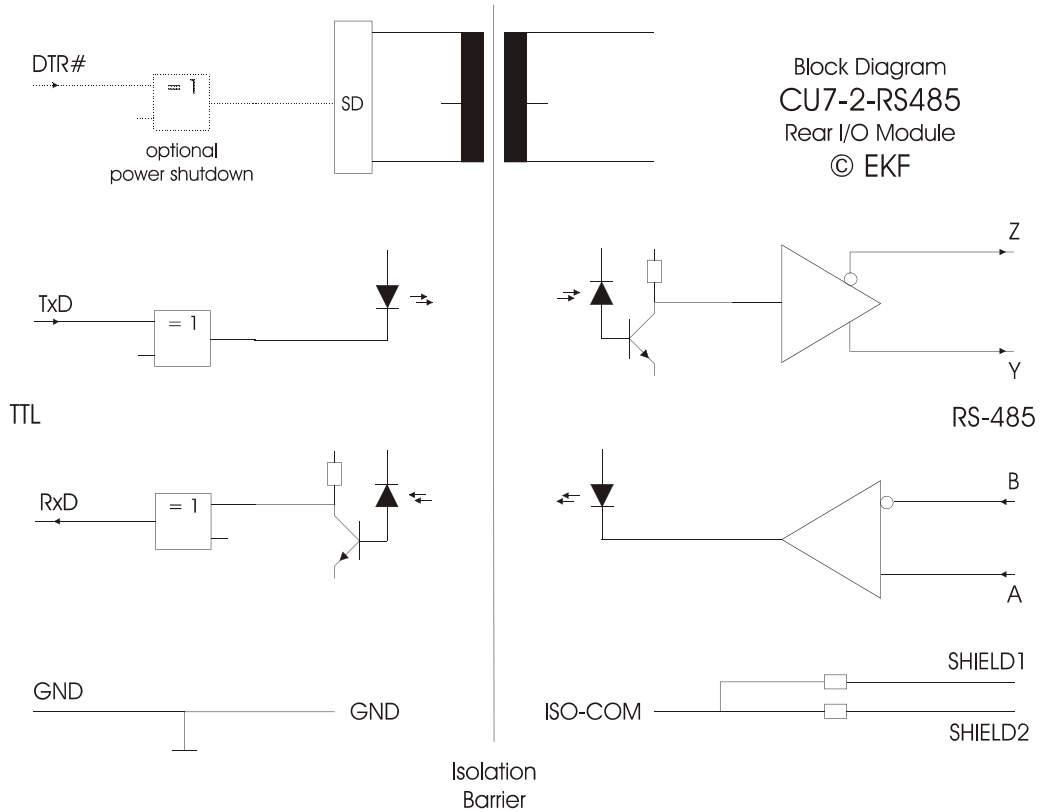 DTR#
= 1
optional
power shutdown
SD
Block Diagram
CU7-2-RS485
Rear I/O Module
© EKF
TxD
= 1
Z
Y
TTL
RS-485
RxD
= 1
B
A
GND
GND
ISO-COM
SHIELD1
SHIELD2
Isolation
Barrier